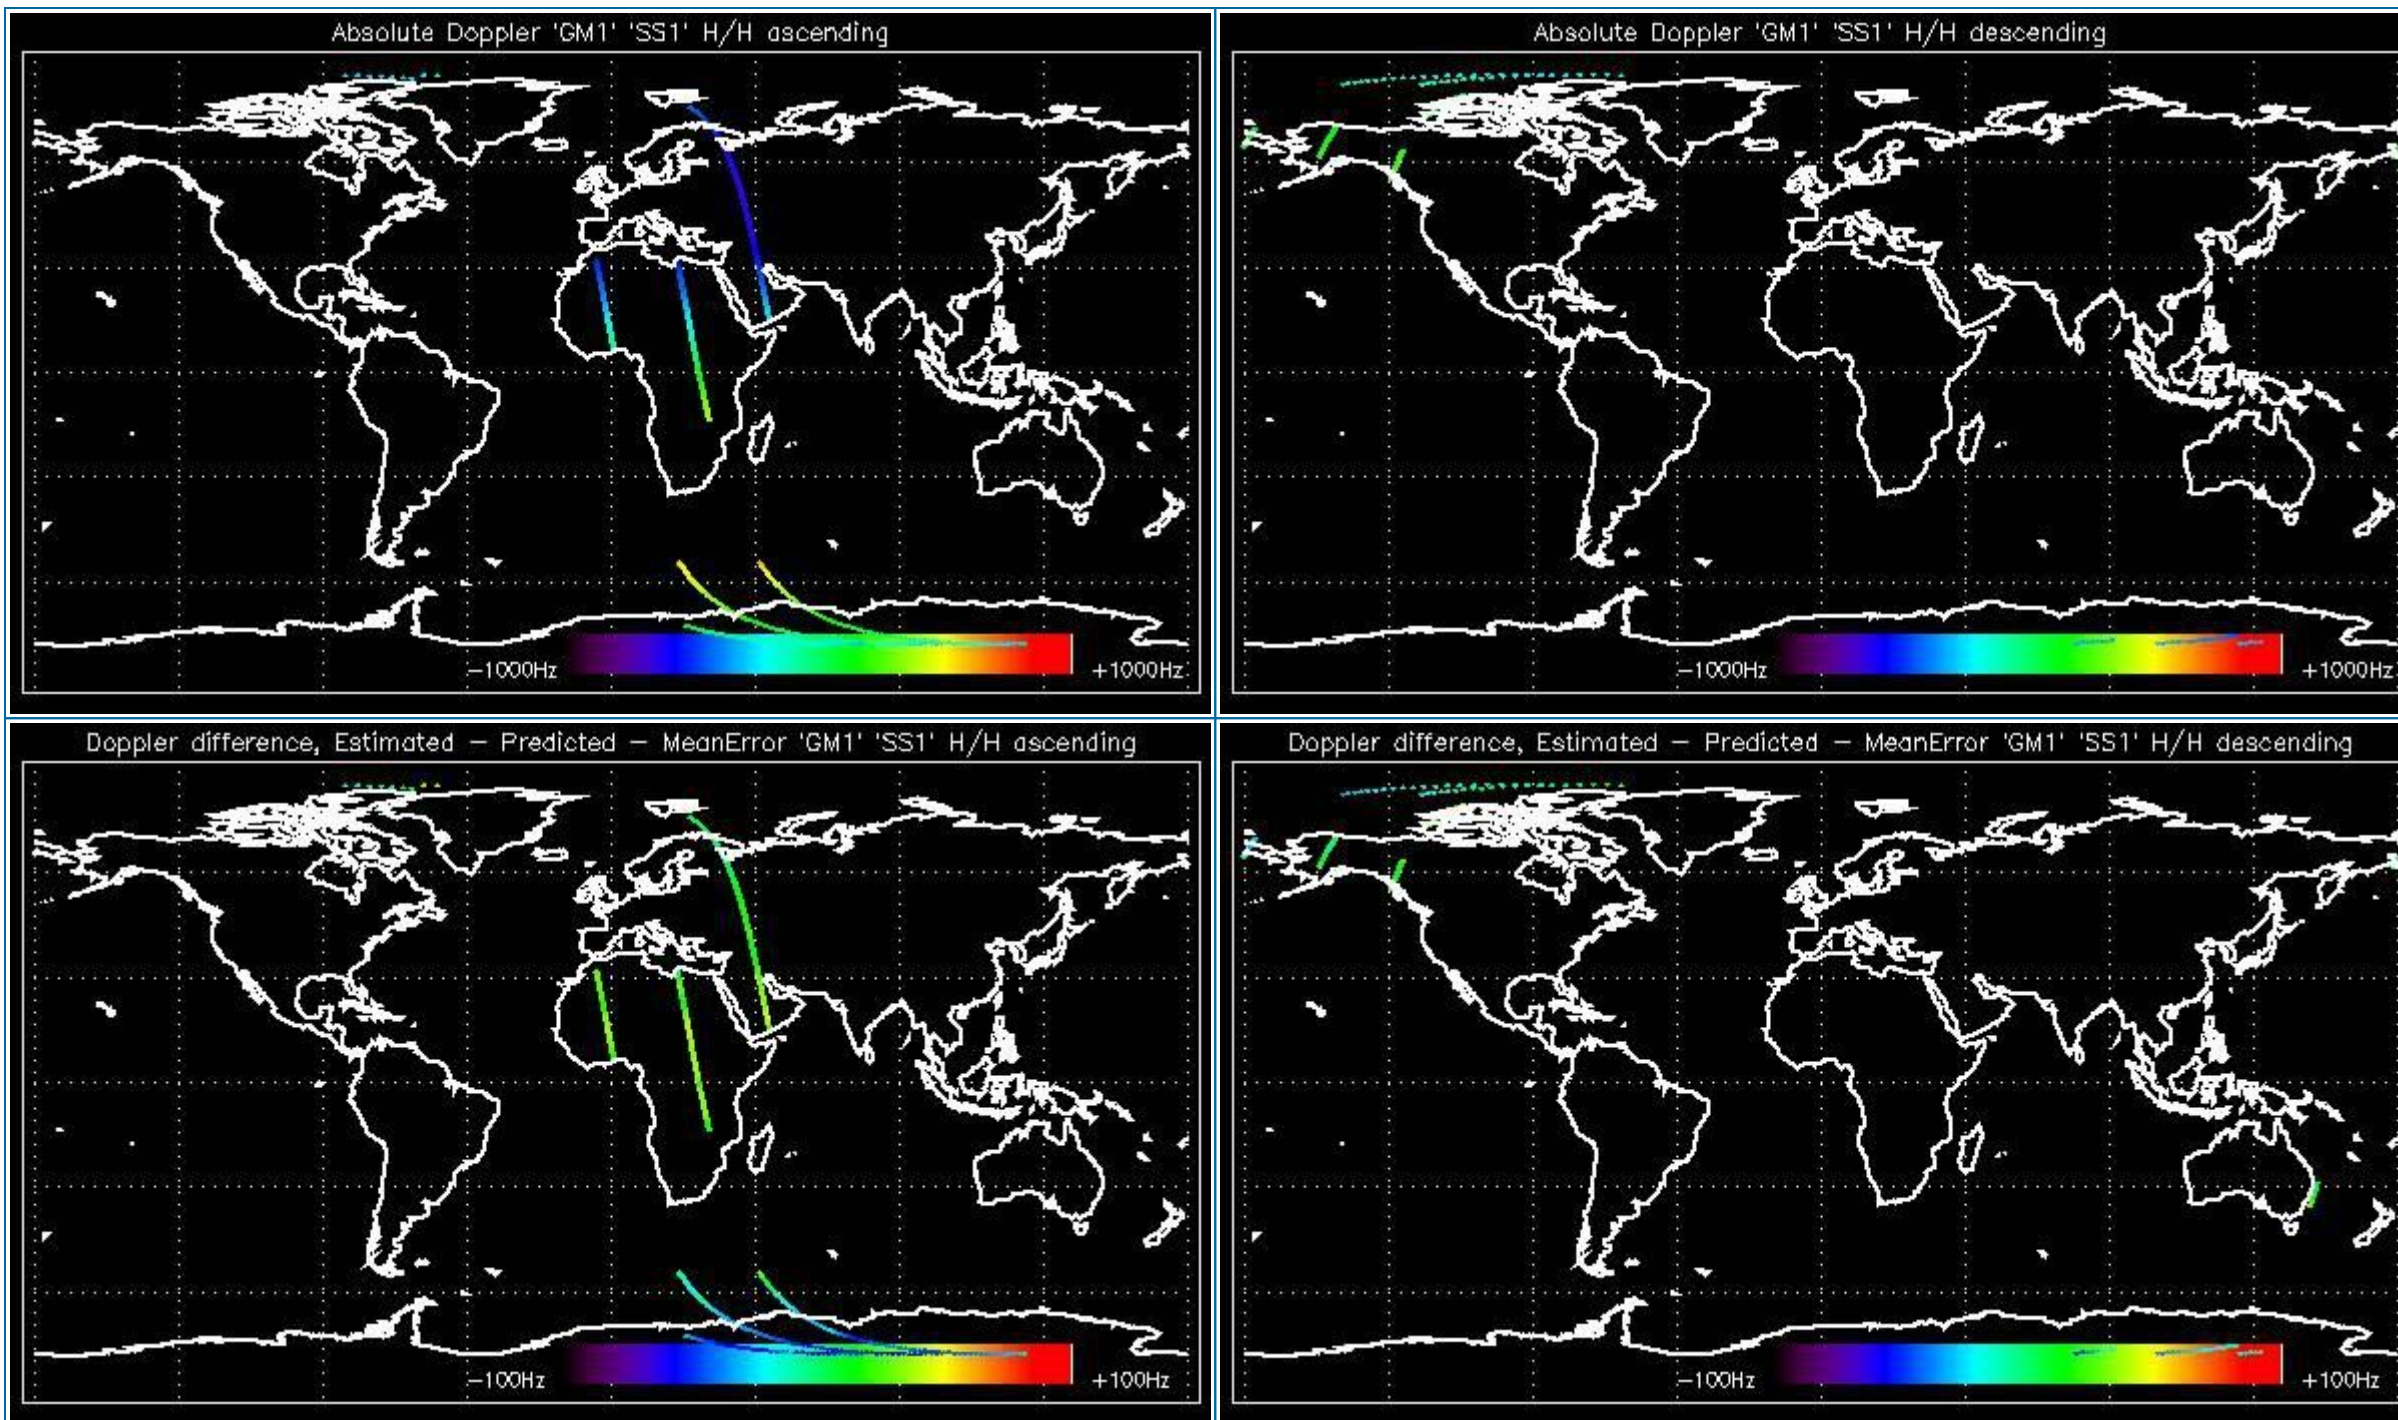 Absolute Doppler 'GM1' 'SS1' H/H ascending
-1000Hz
+1000Hz
Absolute Doppler 'GM1' 'SS1' H/H descending
-1000Hz
+1000Hz
Doppler difference, Estimated - Predicted - MeanError 'GM1' 'SS1' H/H ascending
-100Hz
+100Hz
Doppler difference, Estimated - Predicted - MeanError 'GM1' 'SS1' H/H descending
-100Hz
+100Hz